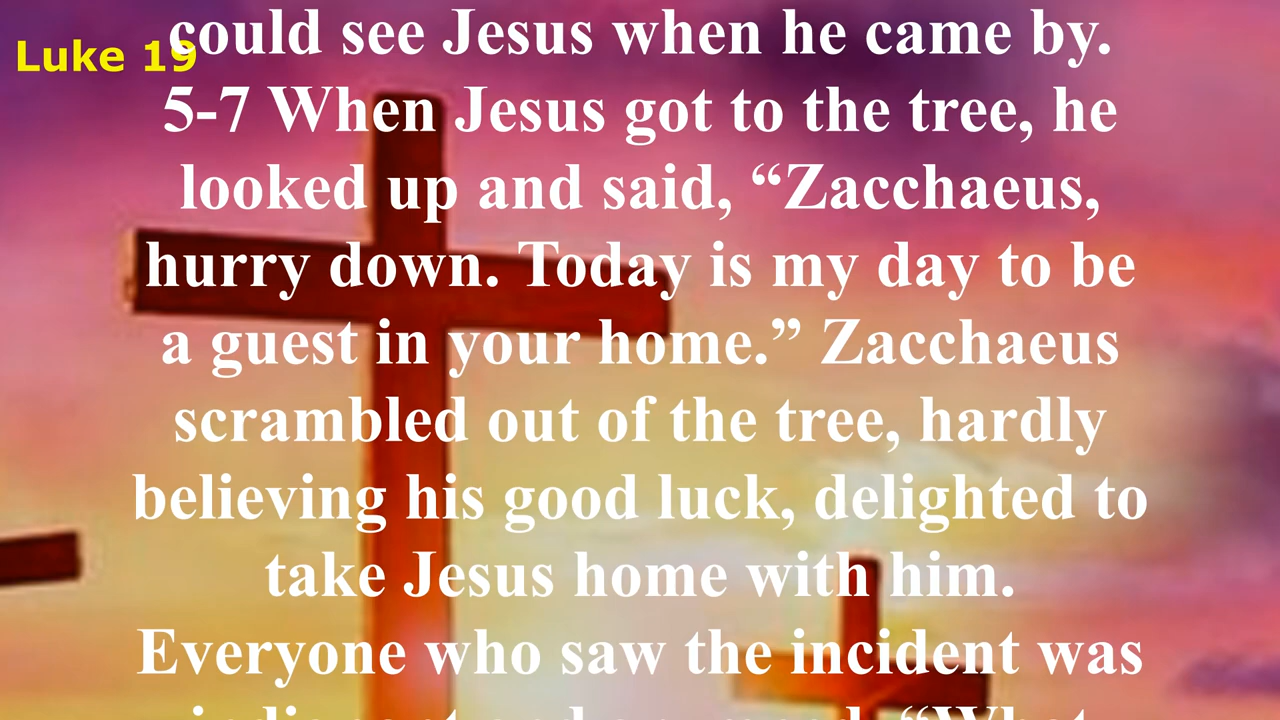 Luke 19
could see Jesus when he came by.
5-7 When Jesus got to the tree, he
looked up and said, “Zacchaeus,
hurry down. Today is my day to be
a guest in your home.” Zacchaeus
scrambled out of the tree, hardly
believing his good luck, delighted to
take Jesus home with him.
Everyone who saw the incident was
“What